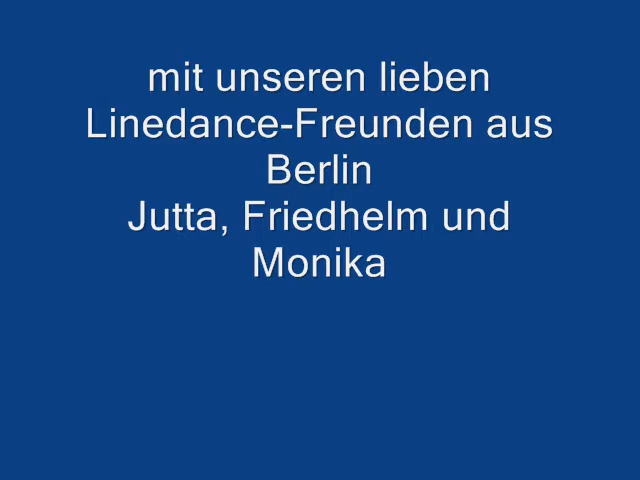 mit unseren lieben
Linedance-Freunden aus
Berlin
Jutta, Friedhelm und
Monika